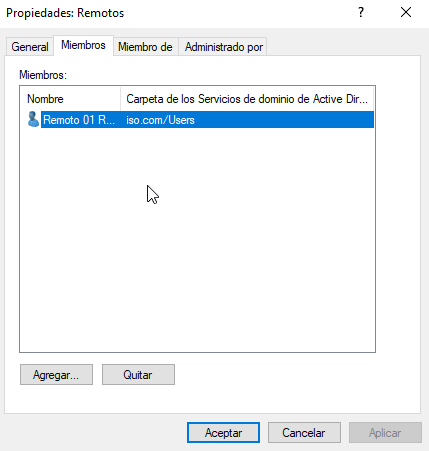 Propiedades: Remotos
General Miembros Miembro de Administrado por
Miembros:
Nombre Carpeta de los Servicios de dominio de Active Dir...
Remoto 01 R... iso.com/Users
Agregar... Quitar
Aceptar Cancelar Aplicar